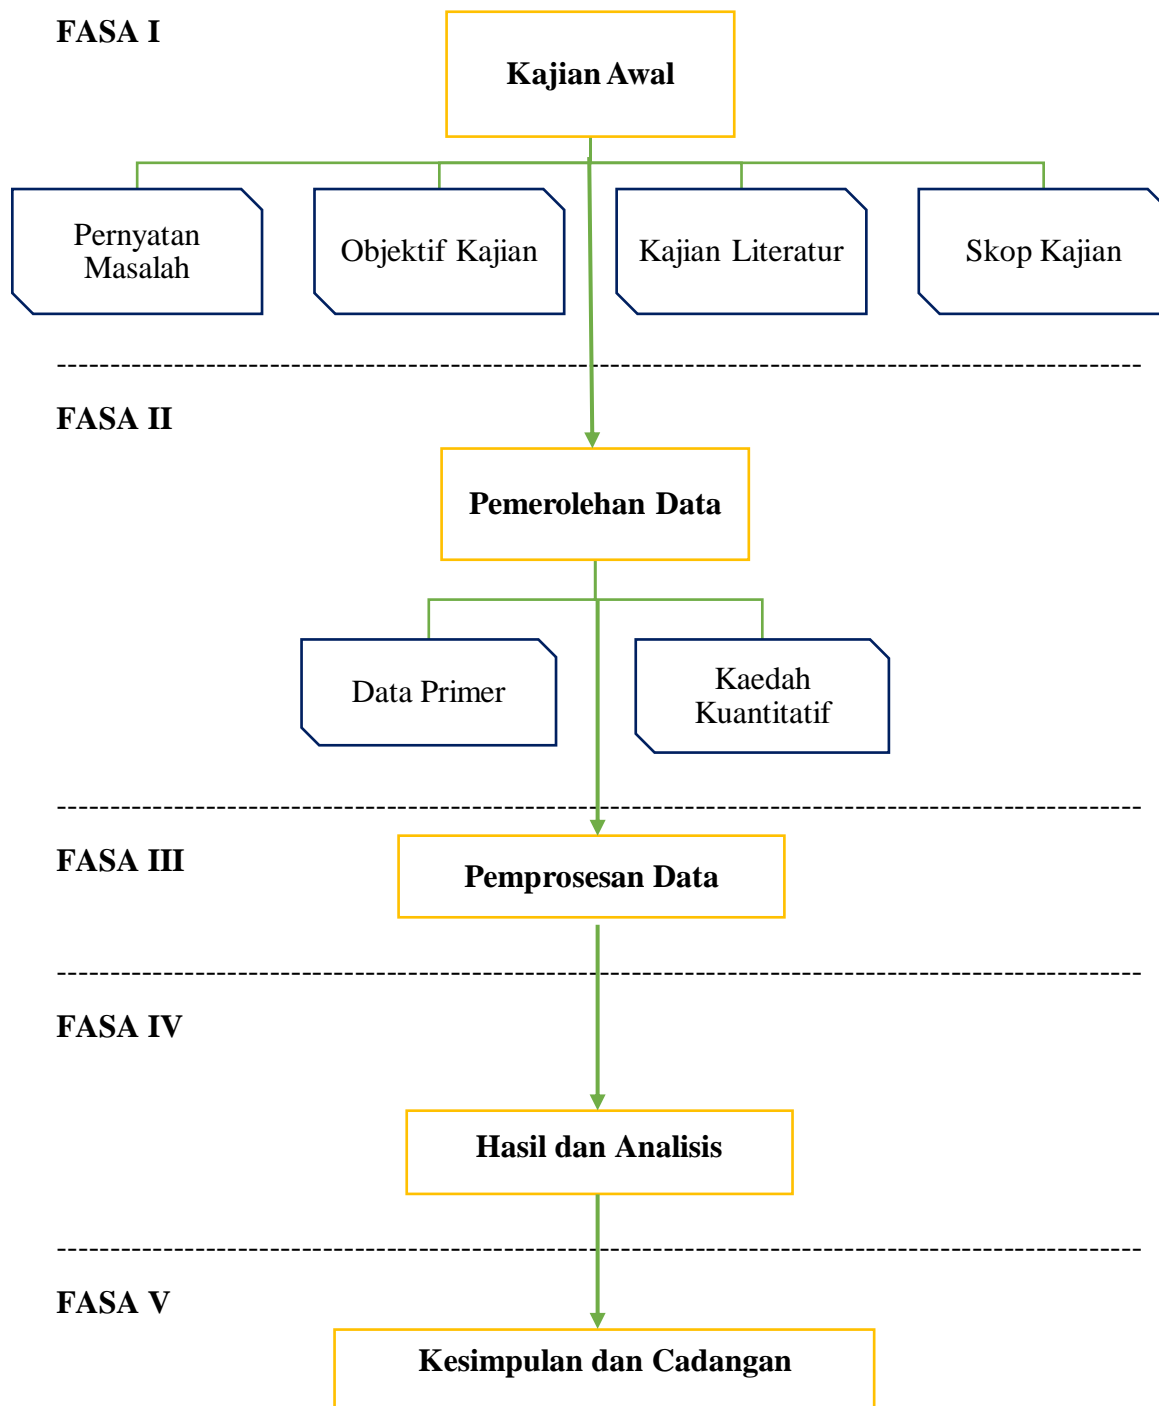 FASA I
Kajian Awal
Pernyatan
Masalah
Objektif Kajian
Kajian Literatur
Skop Kajian
FASA II
Pemerolehan Data
Data Primer
Kaedah
Kuantitatif
FASA III
Pemprosesan Data
FASA IV
Hasil dan Analisis
FASA V
Kesimpulan dan Cadangan